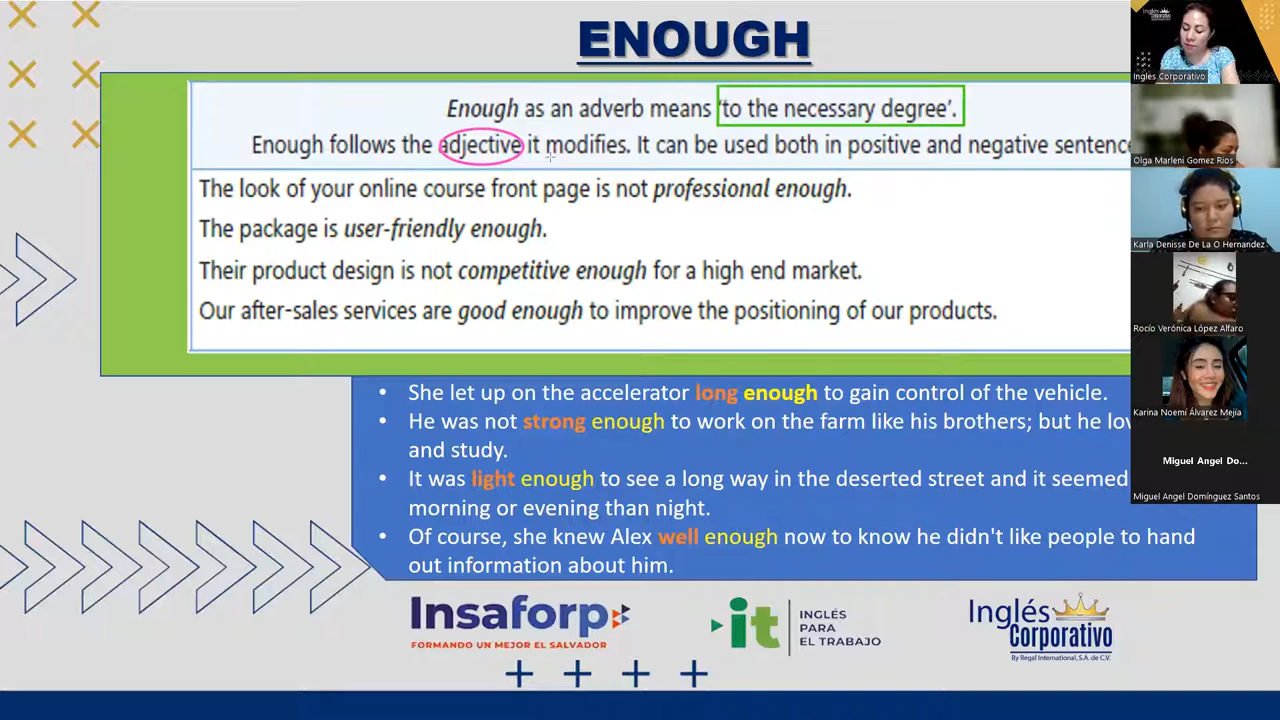 ENOUGH
Enough as an adverb means 'to the necessary degree'.
Enough follows the adjective it modifies. It can be used both in positive and negative
The look of your online course front page is not professional enough.
The package is user-friendly enough.
Their product design is not competitive enough for a high end market.
Our after-sales services are good enough to improve the positioning of our products.
• She let up on the accelerator long enough to gain control of the vehicle.
• He was not strong enough to work on the farm like his brothers; but he
and study.
• It was light enough to see a long way in the deserted street and it seemed
morning or evening than night.
• Of course, she knew Alex well enough now to know he didn't like people to hand
out information about him.
Insaforp
FORMANDO UN MEJOR EL SALVADOR
it
INGLÉS
PARA
EL TRABAJO
Inglés
Corporativo
By Regal International, S.A. de C.V.
Inglés
Corporativo
Ingles Corporativo
Olga Marleni Gomez Rios
Karla Denisse De La O Hernandez
Rocío Verónica López Alfaro
Karina Noemí Álvarez Mejía
Miguel Angel Do...
Miguel Angel Domínguez Santos